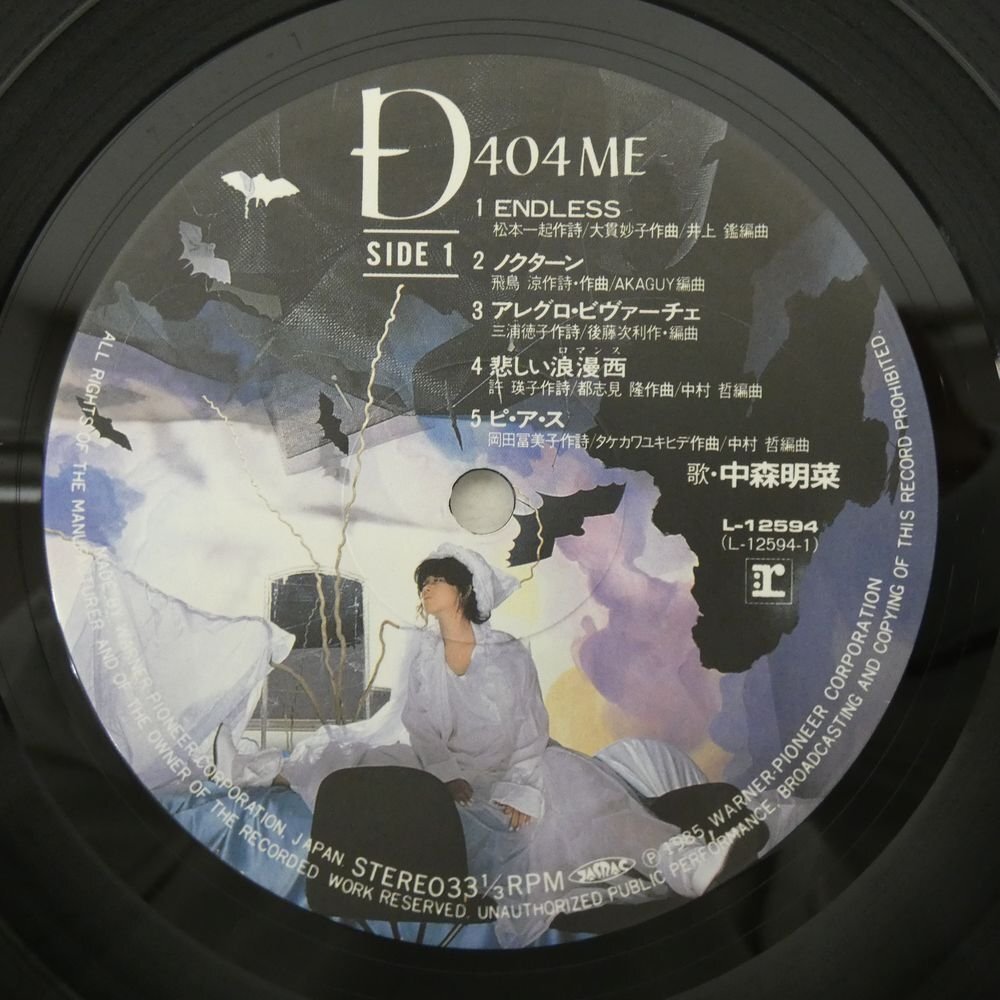 D404ME
SIDE 1
1 ENDLESS
松本一起作詩/大貫妙子作曲/井上 鑑編曲
2 ノクターン
飛鳥 涼作詩・作曲/AKAGUY編曲
3 アレグロ・ビヴァーチェ
三浦徳子作詩/後藤次利作・編曲
ロマンス
4 悲しい浪漫西
許 瑛子作詩/都志見 隆作曲/中村 哲編曲
5 ピ・ア・ス
岡田冨美子作詩/タケカワユキヒデ作曲/中村 哲編曲
歌・中森明菜
L-12594
(L-12594-1)
r
STEREO 33 1/3 RPM
JASRAC
℗ 1985 WARNER-PIONEER CORPORATION
MADE BY WARNER-PIONEER CORPORATION, JAPAN
ALL RIGHTS OF THE MANUFACTURER AND OF THE OWNER OF THE RECORDED WORK RESERVED. UNAUTHORIZED PUBLIC PERFORMANCE, BROADCASTING AND COPYING OF THIS RECORD PROHIBITED.